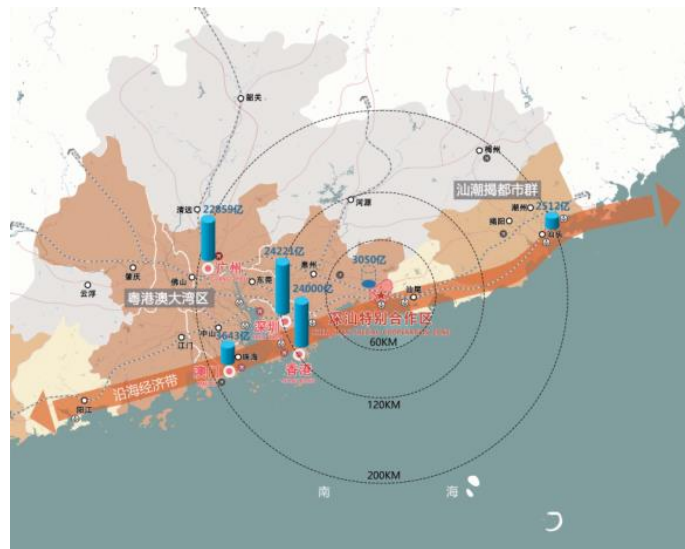 韶关
梅州
汕潮揭都市群
潮州
2512亿
揭阳
汕头
河源
清远
22859亿
广州
24221亿
惠州
3050亿
东莞
24000亿
肇庆
佛山
云浮
粤港澳大湾区
深圳
汕尾
深汕特别合作区
60KM
中山
3643亿
江门
珠海
澳门
香港
沿海经济带
阳江
120KM
200KM
南海